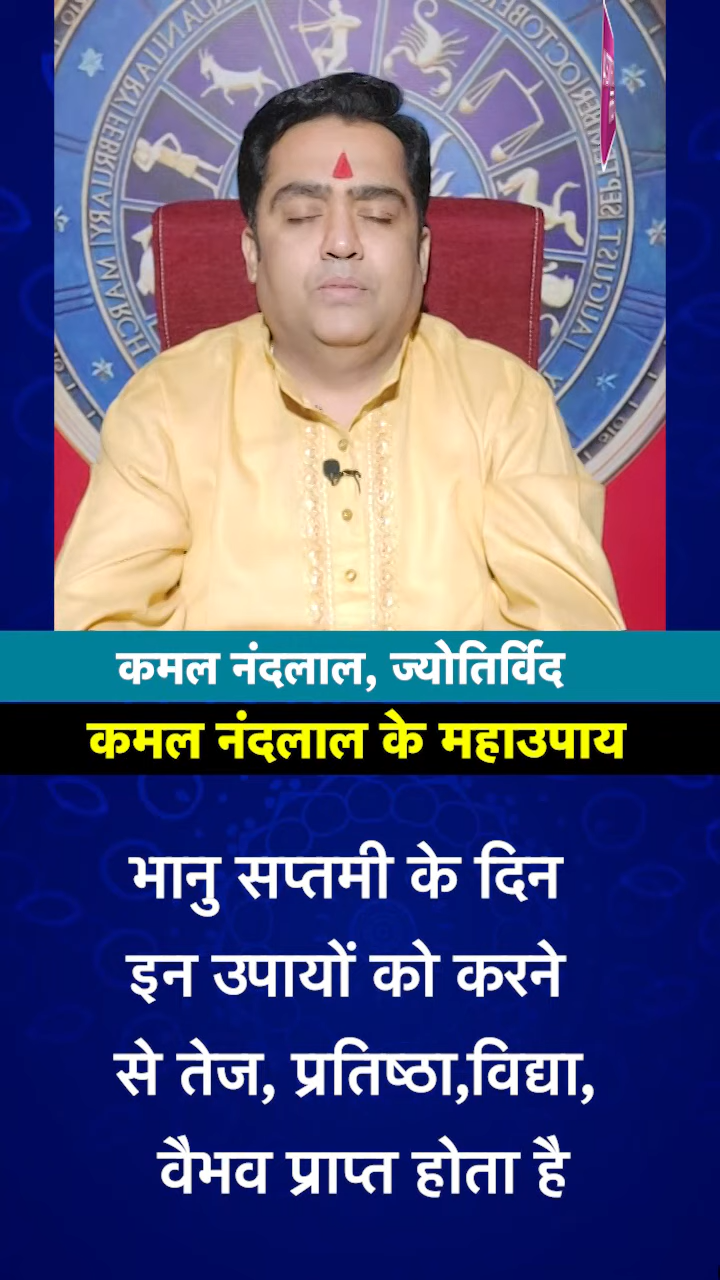 कमल नंदलाल, ज्योतिर्विद
कमल नंदलाल के महाउपाय
भानु सप्तमी के दिन
इन उपायों को करने
से तेज, प्रतिष्ठा,विद्या,
वैभव प्राप्त होता है